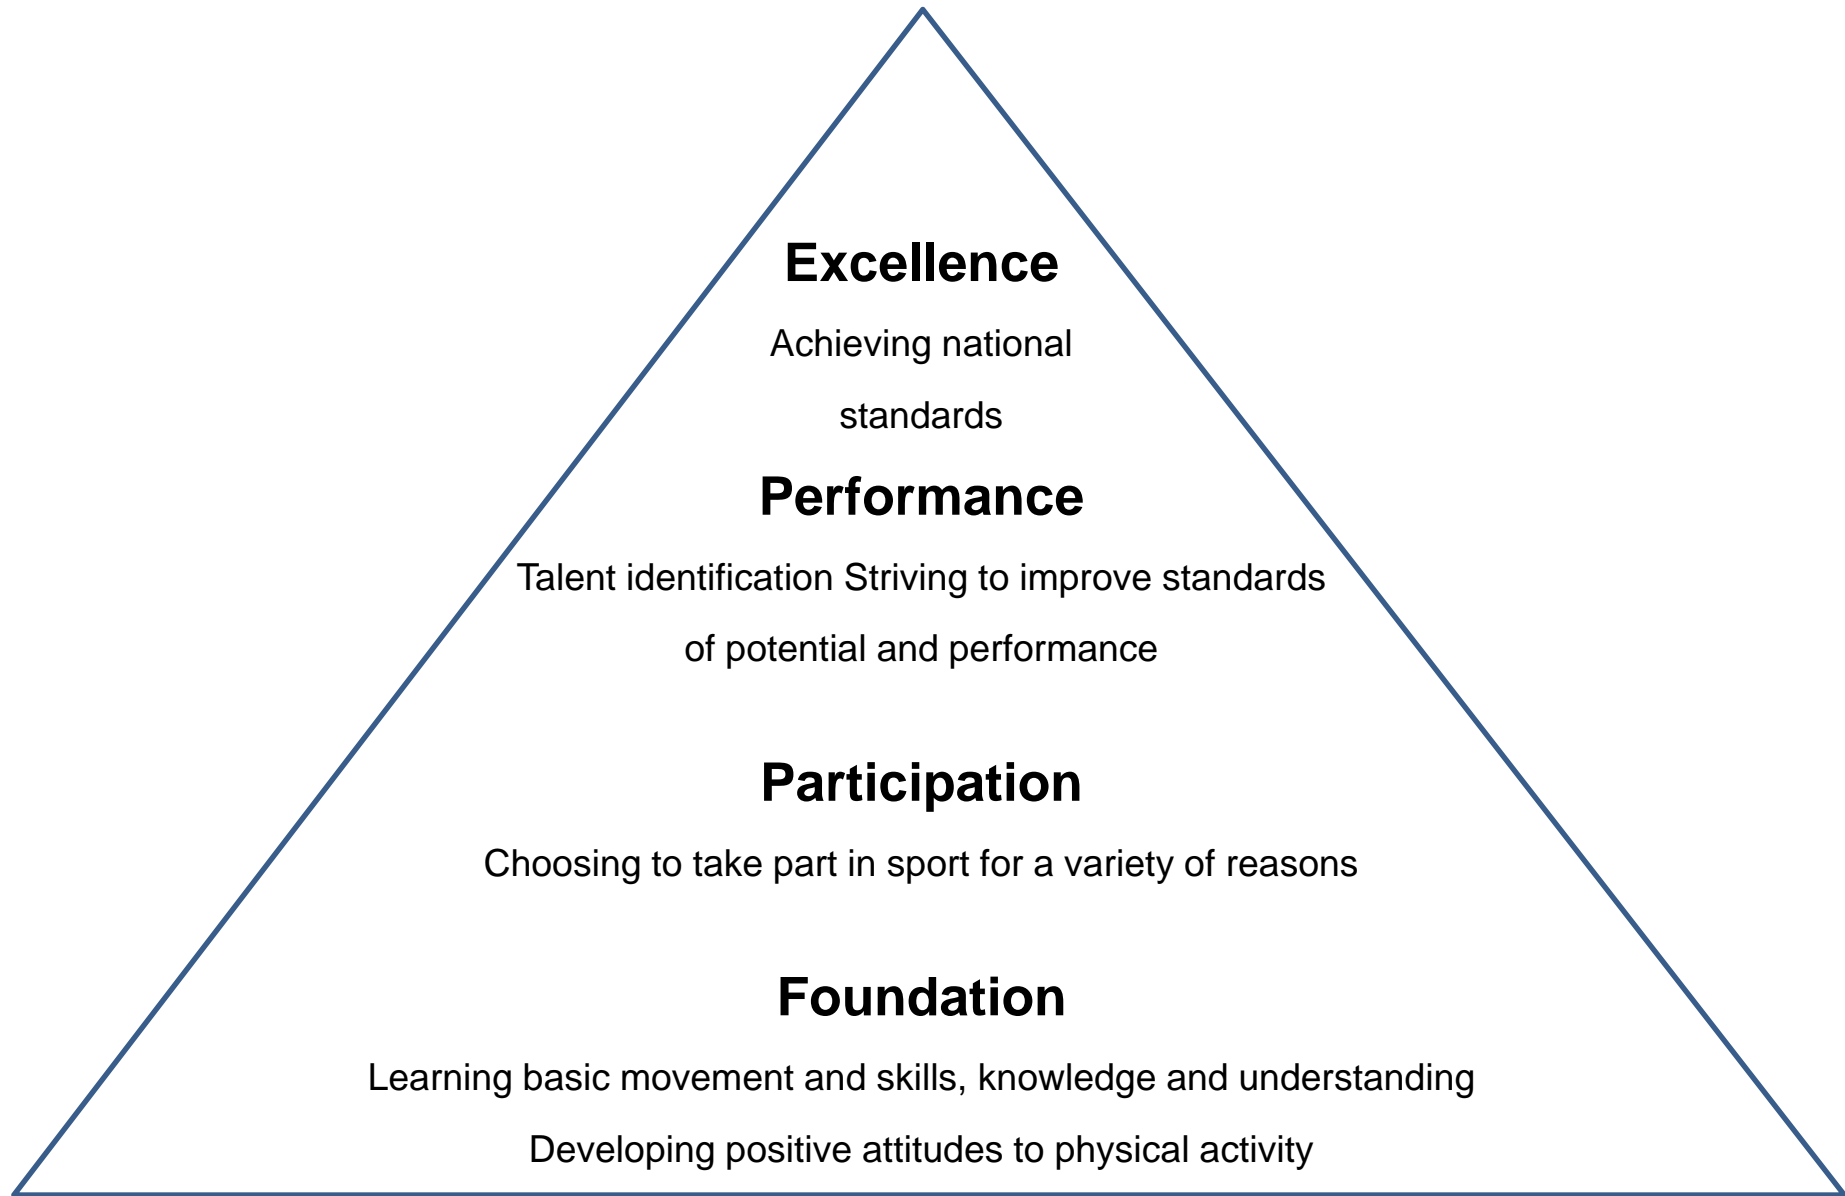 Excellence
Achieving national
standards
Performance
Talent identification Striving to improve standards
of potential and performance
Participation
Choosing to take part in sport for a variety of reasons
Foundation
Learning basic movement and skills, knowledge and understanding
Developing positive attitudes to physical activity